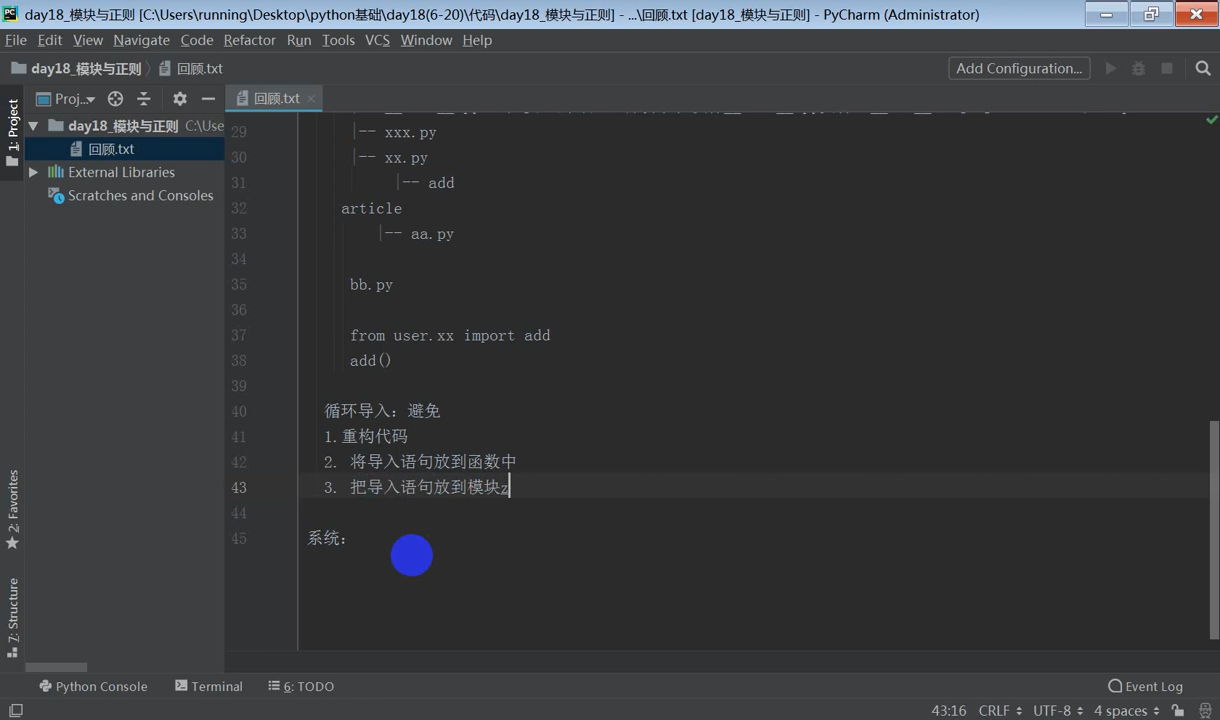 day18_模块与正则 [C:\Users\running\Desktop\python基础\day18(6-20)\代码\day18_模块与正则] - ...\回顾.txt [day18_模块与正则] - PyCharm (Administrator)
File Edit View Navigate Code Refactor Run Tools VCS Window Help
day18_模块与正则 回顾.txt Add Configuration...
Proj... 回顾.txt
1: Project
day18_模块与正则 C:\Use
回顾.txt
External Libraries
Scratches and Consoles
2: Favorites
7: Structure
29 |-- xxx.py
30 |-- xx.py
31 |-- add
32 article
33 |-- aa.py
34
35 bb.py
36
37 from user.xx import add
38 add()
39
40 循环导入：避免
41 1.重构代码
42 2. 将导入语句放到函数中
43 3. 把导入语句放到模块z
44
45 系统：
Python Console Terminal 6: TODO Event Log
43:16 CRLF UTF-8 4 spaces